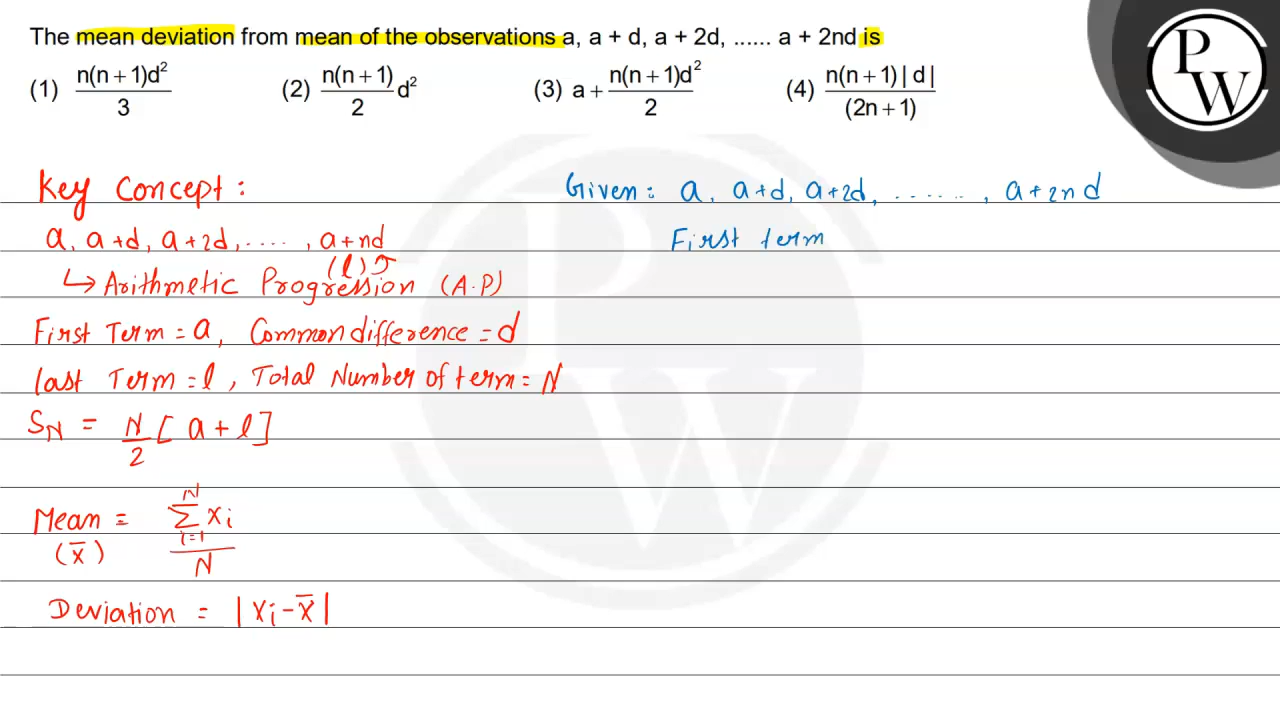 The mean deviation from mean of the observations a, a + d, a + 2d, ...... a + 2nd is
(1) n(n + 1)d² / 3 (2) n(n + 1) / 2 d² (3) a + n(n + 1)d² / 2 (4) n(n + 1) | d | / (2n + 1)
P
W
Key Concept :
a, a+d, a+2d, ...., a+nd
(l)
↳ Arithmetic Progression (A.P)
First Term = a, Common difference = d
Last Term = l, Total Number of term = N
S_N = N/2 [a + l]
Mean = \sum_{i=1}^{N} x_i / N
(x̄)
Deviation = |x_i - x̄|
Given : a, a+d, a+2d, ......., a+2nd
First term